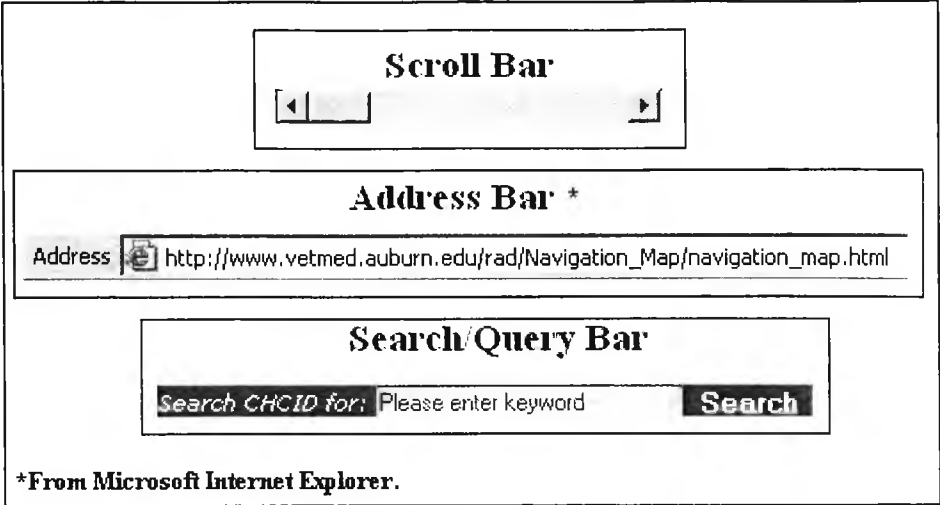 Scroll Bar
Address Bar *
Address http://www.vetmed.auburn.edu/rad/Navigation_Map/navigation_map.html
Search/Query Bar
Search CHCID for: Please enter keyword Search
*From Microsoft Internet Explorer.